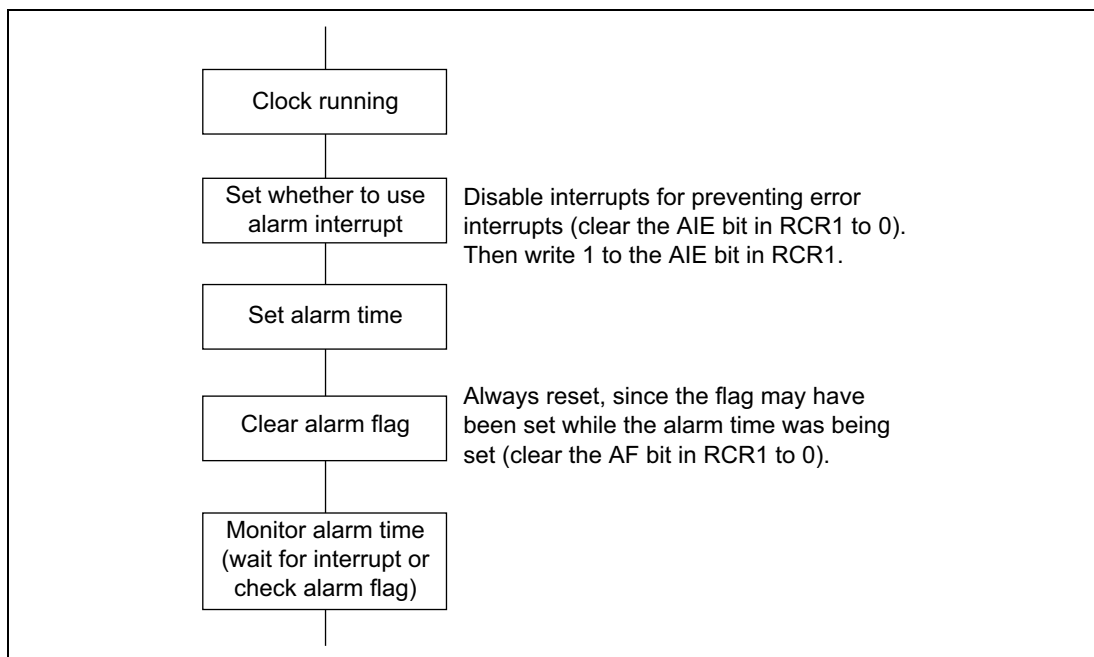 Clock running
Set whether to use
alarm interrupt
Disable interrupts for preventing error
interrupts (clear the AIE bit in RCR1 to 0).
Then write 1 to the AIE bit in RCR1.
Set alarm time
Clear alarm flag
Always reset, since the flag may have
been set while the alarm time was being
set (clear the AF bit in RCR1 to 0).
Monitor alarm time
(wait for interrupt or
check alarm flag)